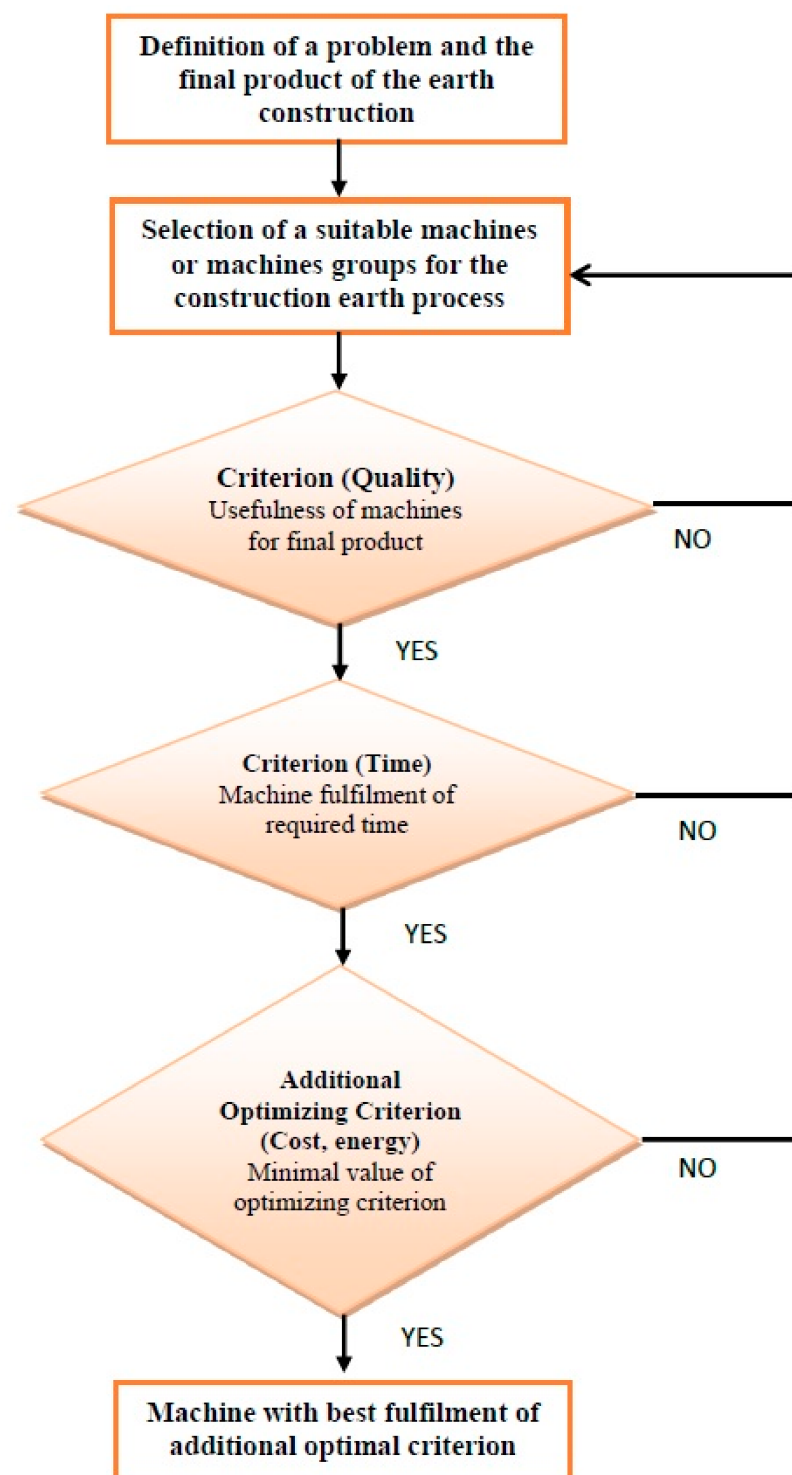 Definition of a problem and the
final product of the earth
construction
Selection of a suitable machines
or machines groups for the
construction earth process
Criterion (Quality)
Usefulness of machines
for final product
NO
YES
Criterion (Time)
Machine fulfilment of
required time
NO
YES
Additional
Optimizing Criterion
(Cost, energy)
Minimal value of
optimizing criterion
NO
YES
Machine with best fulfilment of
additional optimal criterion